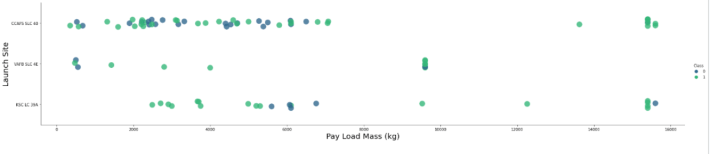 CCAFS SLC 40
VAFB SLC 4E
KSC LC 39A
Launch Site
0 2000 4000 6000 8000 10000 12000 14000 16000
Pay Load Mass (kg)
Class
0
1